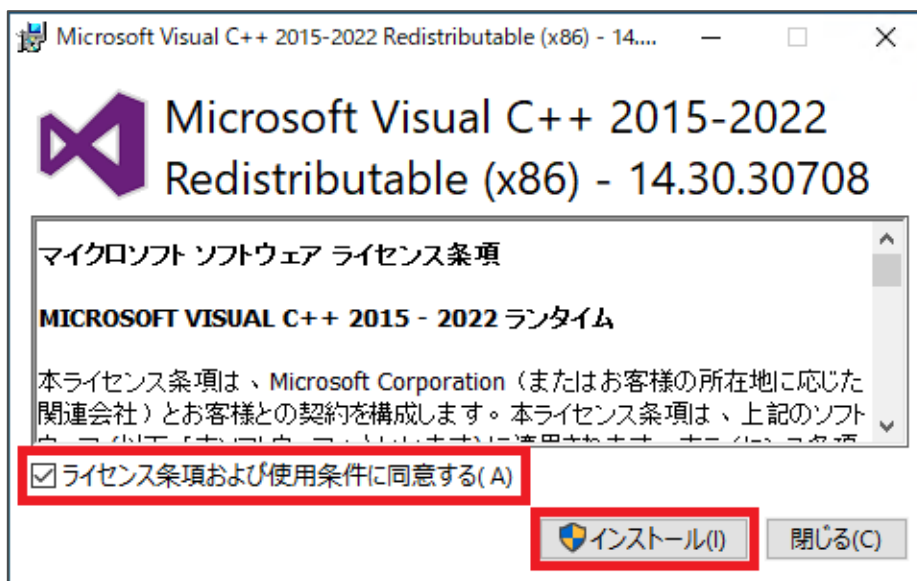 Microsoft Visual C++ 2015-2022 Redistributable (x86) - 14....
Microsoft Visual C++ 2015-2022
Redistributable (x86) - 14.30.30708
マイクロソフト ソフトウェア ライセンス条項
MICROSOFT VISUAL C++ 2015 - 2022 ランタイム
本ライセンス条項は、Microsoft Corporation（またはお客様の所在地に応じた
関連会社）とお客様との契約を構成します。本ライセンス条項は、上記のソフト
ライセンス条項および使用条件に同意する(A)
インストール(I)
閉じる(C)